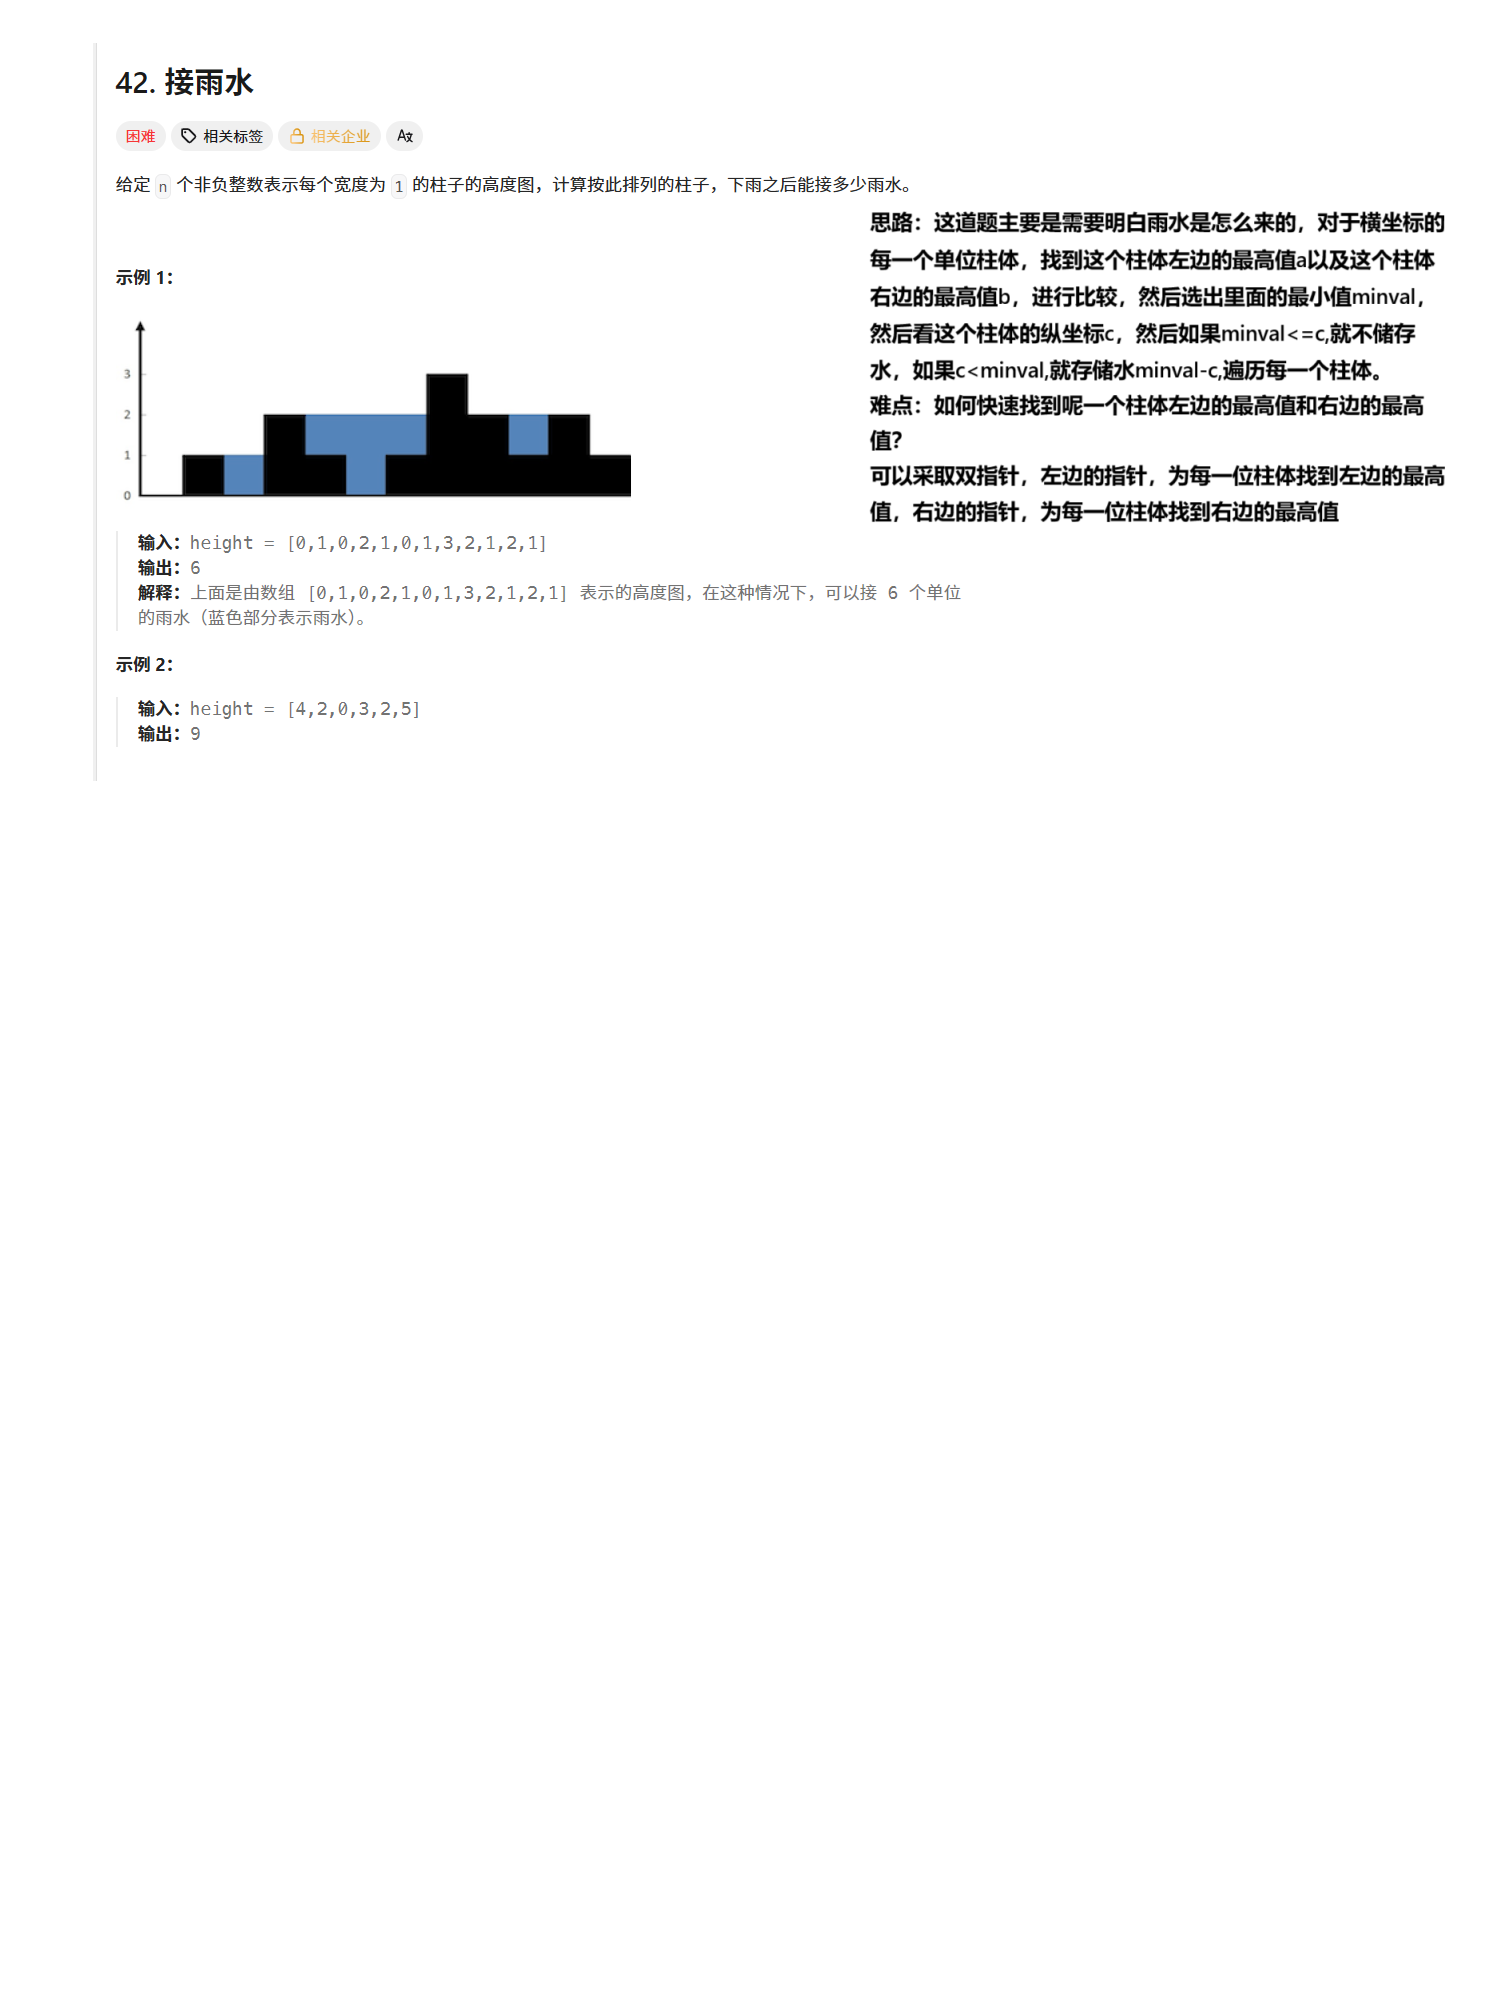 42. 接雨水
困难 相关标签 相关企业 A文
给定 n 个非负整数表示每个宽度为 1 的柱子的高度图，计算按此排列的柱子，下雨之后能接多少雨水。
思路：这道题主要是需要明白雨水是怎么来的，对于横坐标的
每一个单位柱体，找到这个柱体左边的最高值a以及这个柱体
右边的最高值b，进行比较，然后选出里面的最小值minval，
然后看这个柱体的纵坐标c，然后如果minval<=c,就不储存
水，如果c<minval,就存储水minval-c,遍历每一个柱体。
难点：如何快速找到呢一个柱体左边的最高值和右边的最高
值？
可以采取双指针，左边的指针，为每一位柱体找到左边的最高
值，右边的指针，为每一位柱体找到右边的最高值
示例 1：
3
2
1
0
输入：height = [0,1,0,2,1,0,1,3,2,1,2,1]
输出：6
解释：上面是由数组 [0,1,0,2,1,0,1,3,2,1,2,1] 表示的高度图，在这种情况下，可以接 6 个单位
的雨水（蓝色部分表示雨水）。
示例 2：
输入：height = [4,2,0,3,2,5]
输出：9